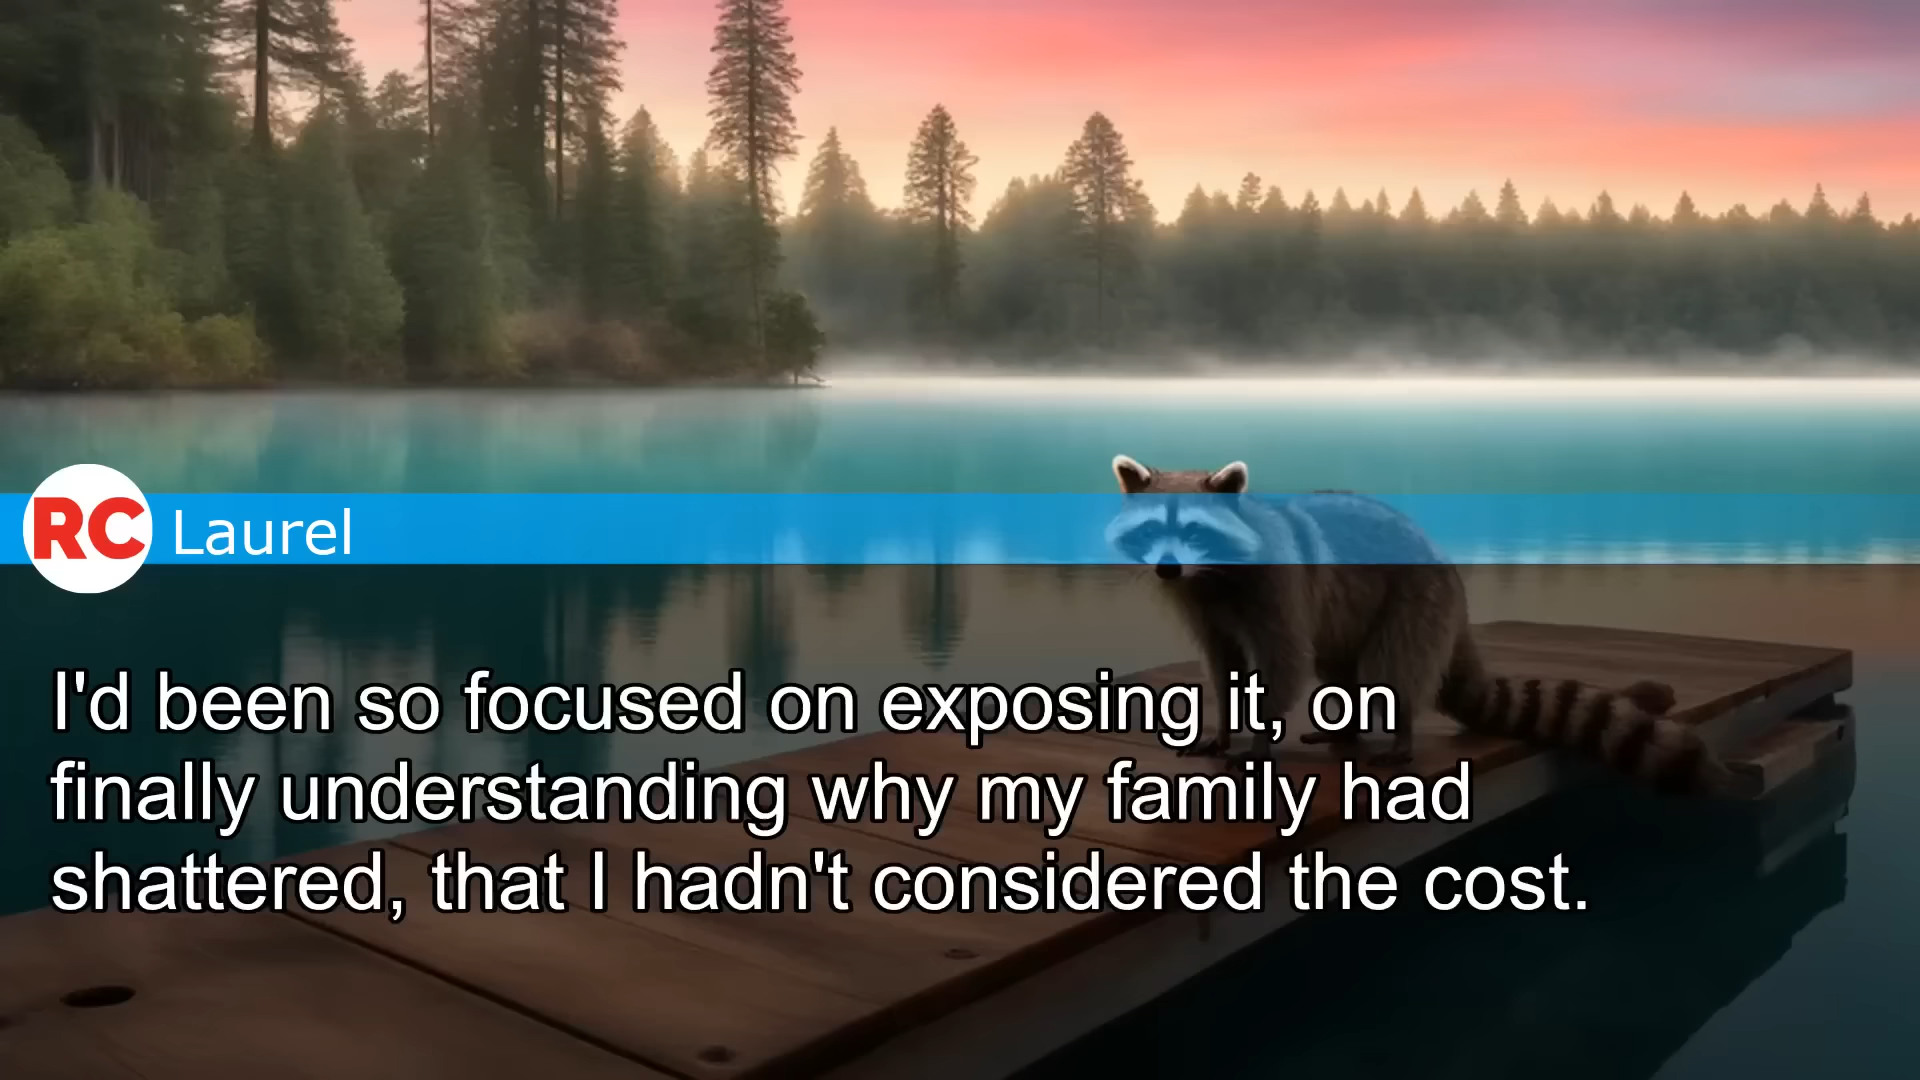 RC Laurel
I'd been so focused on exposing it, on
finally understanding why my family had
shattered, that I hadn't considered the cost.